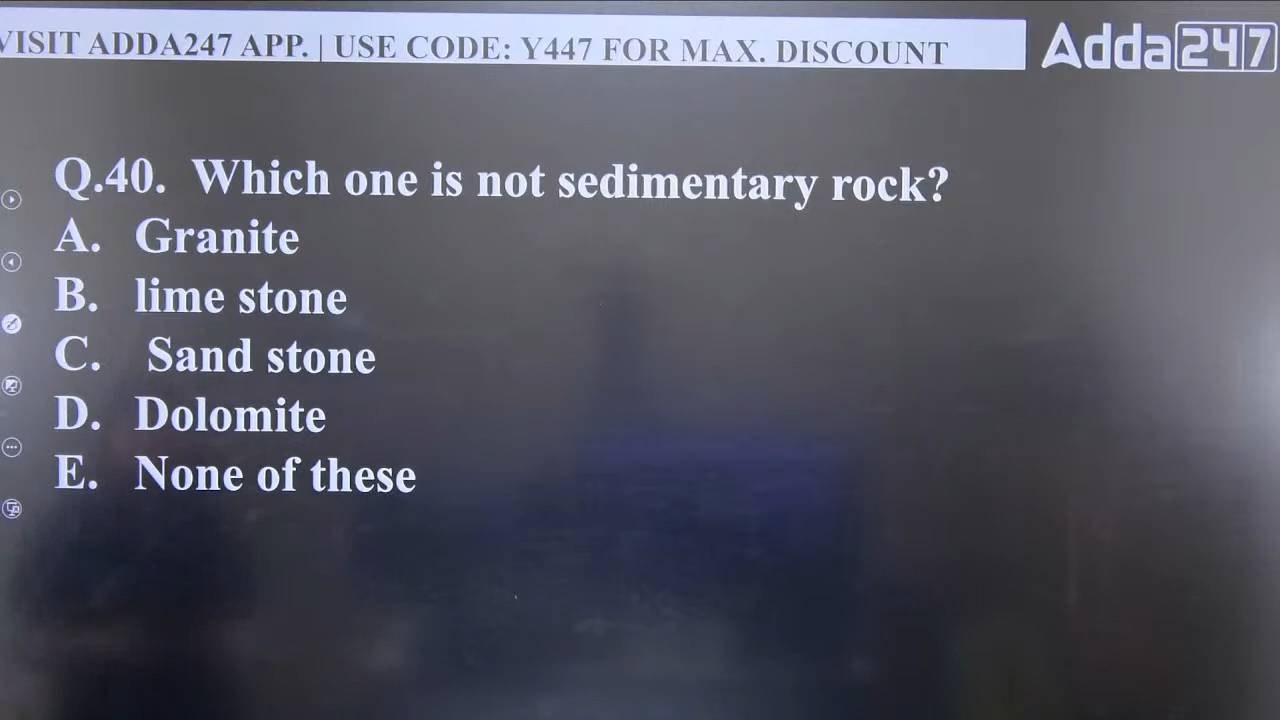 VISIT ADDA247 APP. | USE CODE: Y447 FOR MAX. DISCOUNT
Adda247
Q.40. Which one is not sedimentary rock?
A. Granite
B. lime stone
C. Sand stone
D. Dolomite
E. None of these